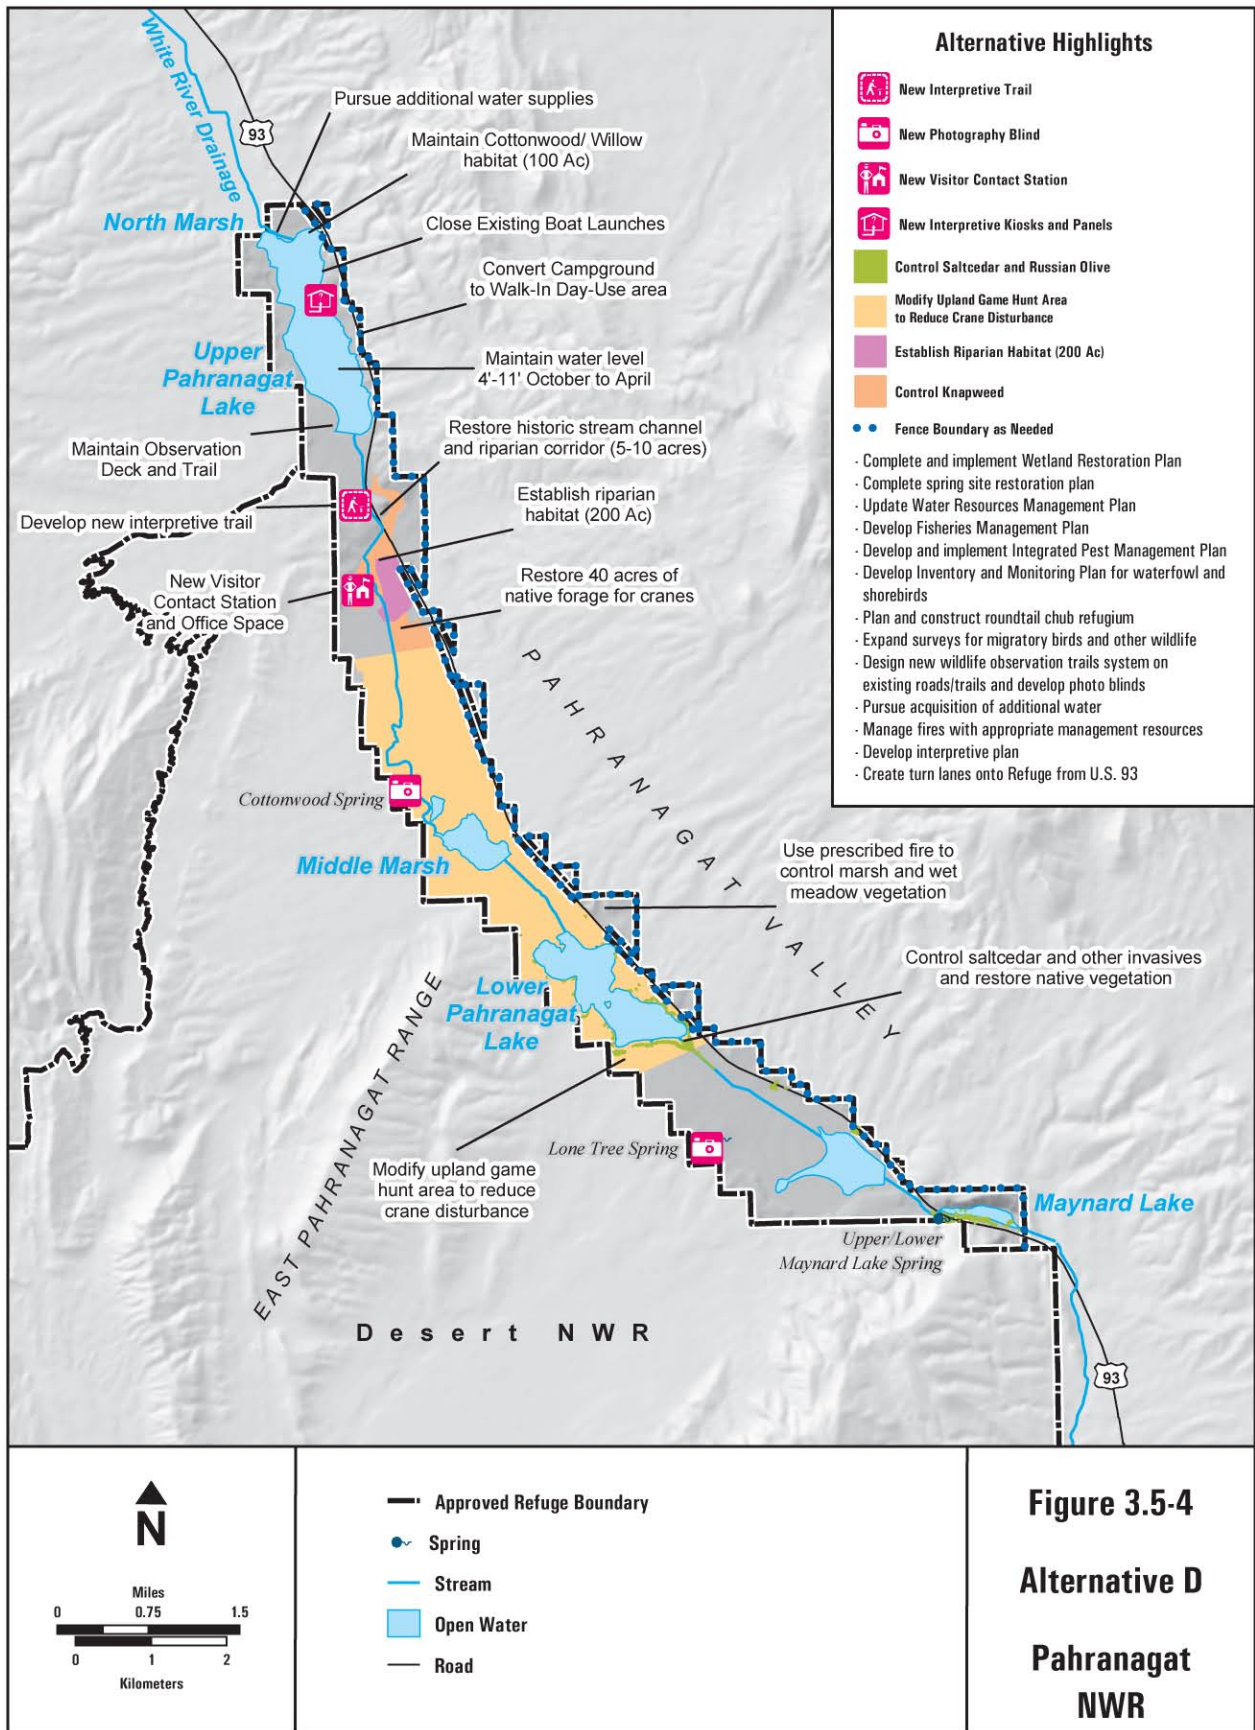 White River Drainage
93
Pursue additional water supplies
Maintain Cottonwood/ Willow
habitat (100 Ac)
North Marsh
Close Existing Boat Launches
Convert Campground
to Walk-In Day-Use area
Upper
Pahranagat
Lake
Maintain water level
4'-11' October to April
Maintain Observation
Deck and Trail
Restore historic stream channel
and riparian corridor (5-10 acres)
Develop new interpretive trail
Establish riparian
habitat (200 Ac)
New Visitor
Contact Station
and Office Space
Restore 40 acres of
native forage for cranes
PAHRANAGAT VALLEY
Cottonwood Spring
Middle Marsh
Use prescribed fire to
control marsh and wet
meadow vegetation
Control saltcedar and other invasives
and restore native vegetation
Lower
Pahranagat
Lake
EAST PAHRANAGAT RANGE
Lone Tree Spring
Modify upland game
hunt area to reduce
crane disturbance
Maynard Lake
Upper/Lower
Maynard Lake Spring
Desert NWR
93
Alternative Highlights
New Interpretive Trail
New Photography Blind
New Visitor Contact Station
New Interpretive Kiosks and Panels
Control Saltcedar and Russian Olive
Modify Upland Game Hunt Area
to Reduce Crane Disturbance
Establish Riparian Habitat (200 Ac)
Control Knapweed
Fence Boundary as Needed
· Complete and implement Wetland Restoration Plan
· Complete spring site restoration plan
· Update Water Resources Management Plan
· Develop Fisheries Management Plan
· Develop and implement Integrated Pest Management Plan
· Develop Inventory and Monitoring Plan for waterfowl and
shorebirds
· Plan and construct roundtail chub refugium
· Expand surveys for migratory birds and other wildlife
· Design new wildlife observation trails system on
existing roads/trails and develop photo blinds
· Pursue acquisition of additional water
· Manage fires with appropriate management resources
· Develop interpretive plan
· Create turn lanes onto Refuge from U.S. 93
N
Miles
0 0.75 1.5
0 1 2
Kilometers
Approved Refuge Boundary
Spring
Stream
Open Water
Road
Figure 3.5-4
Alternative D
Pahranagat
NWR